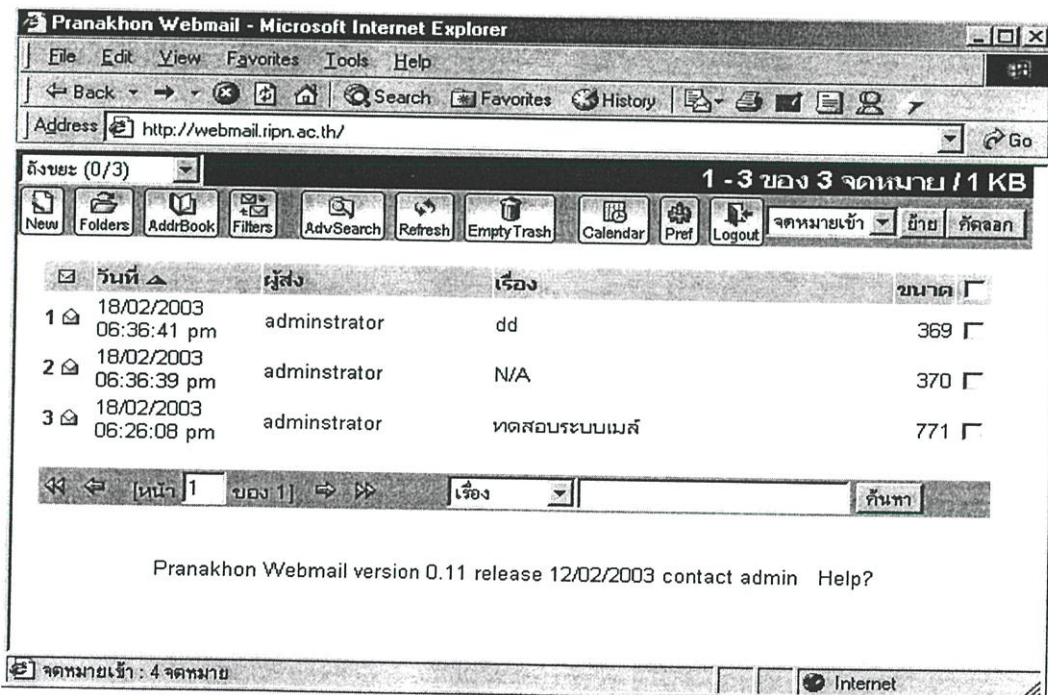 Pranakhon Webmail - Microsoft Internet Explorer
File Edit View Favorites Tools Help
Back Search Favorites History
Address http://webmail.ripn.ac.th/ Go
ถังขยะ (0/3) 1 - 3 ของ 3 จดหมาย / 1 KB
New Folders AddrBook Filters AdvSearch Refresh EmptyTrash Calendar Pref Logout จดหมายเข้า ย้าย คัดลอก
วันที่ ผู้ส่ง เรื่อง ขนาด
18/02/2003
1 06:36:41 pm adminstrator dd 369
18/02/2003
2 06:36:39 pm adminstrator N/A 370
18/02/2003
3 06:26:08 pm adminstrator ทดสอบระบบเมล์ 771
[หน้า 1 ของ 1] เรื่อง ค้นหา
Pranakhon Webmail version 0.11 release 12/02/2003 contact admin Help?
จดหมายเข้า : 4 จดหมาย Internet